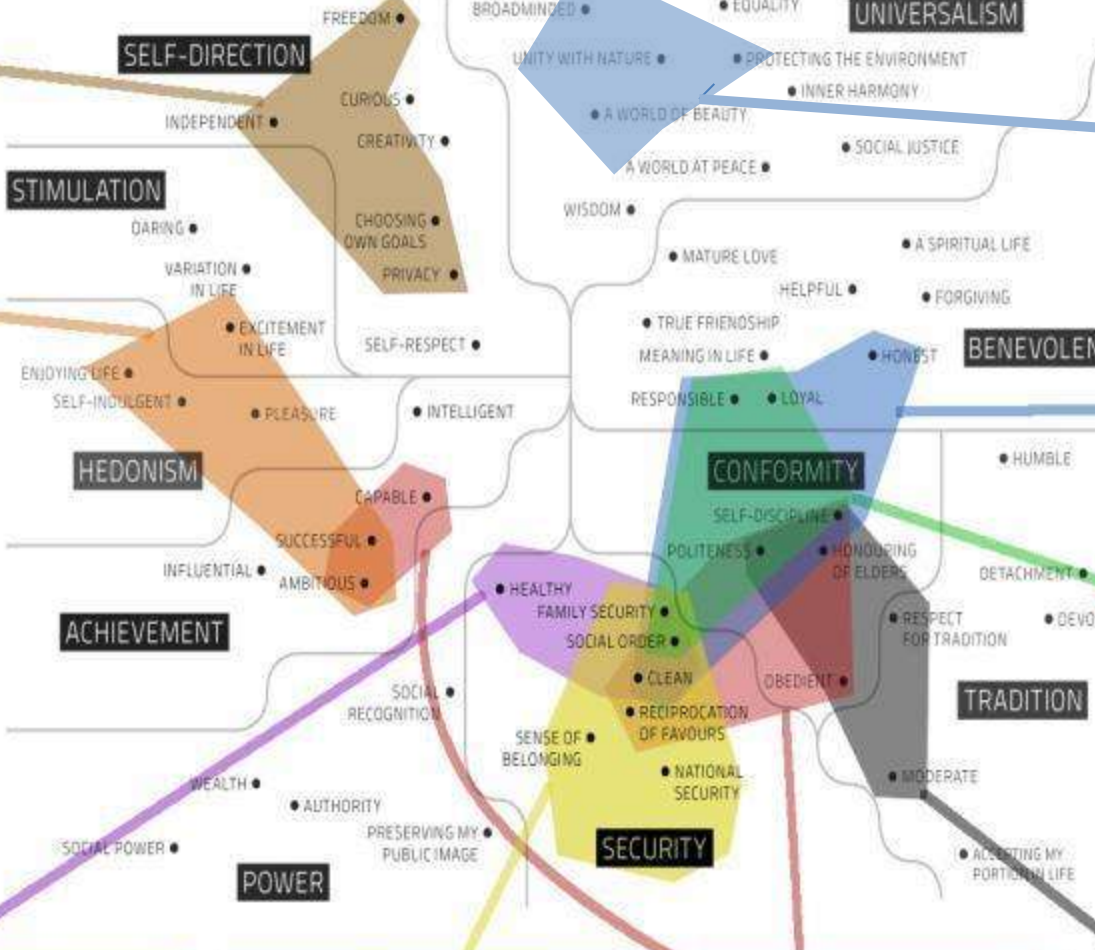 BROADMINDED
EQUALITY
UNIVERSALISM
FREEDOM
SELF-DIRECTION
UNITY WITH NATURE
PROTECTING THE ENVIRONMENT
INNER HARMONY
CURIOUS
INDEPENDENT
A WORLD OF BEAUTY
CREATIVITY
SOCIAL JUSTICE
A WORLD AT PEACE
STIMULATION
WISDOM
CHOOSING
OWN GOALS
DARING
MATURE LOVE
A SPIRITUAL LIFE
VARIATION
IN LIFE
PRIVACY
HELPFUL
FORGIVING
EXCITEMENT
IN LIFE
SELF-RESPECT
TRUE FRIENDSHIP
MEANING IN LIFE
HONEST
BENEVOLEN
ENJOYING LIFE
SELF-INDULGENT
PLEASURE
INTELLIGENT
RESPONSIBLE
LOYAL
HEDONISM
CONFORMITY
HUMBLE
CAPABLE
SELF-DISCIPLINE
SUCCESSFUL
POLITENESS
HONOURING
OF ELDERS
INFLUENTIAL
AMBITIOUS
HEALTHY
DETACHMENT
FAMILY SECURITY
RESPECT
FOR TRADITION
DEVO
ACHIEVEMENT
SOCIAL ORDER
CLEAN
OBEDIENT
SOCIAL
RECOGNITION
RECIPROCATION
OF FAVOURS
TRADITION
SENSE OF
BELONGING
NATIONAL
SECURITY
MODERATE
WEALTH
AUTHORITY
PRESERVING MY
PUBLIC IMAGE
SOCIAL POWER
SECURITY
ACCEPTING MY
PORTION IN LIFE
POWER